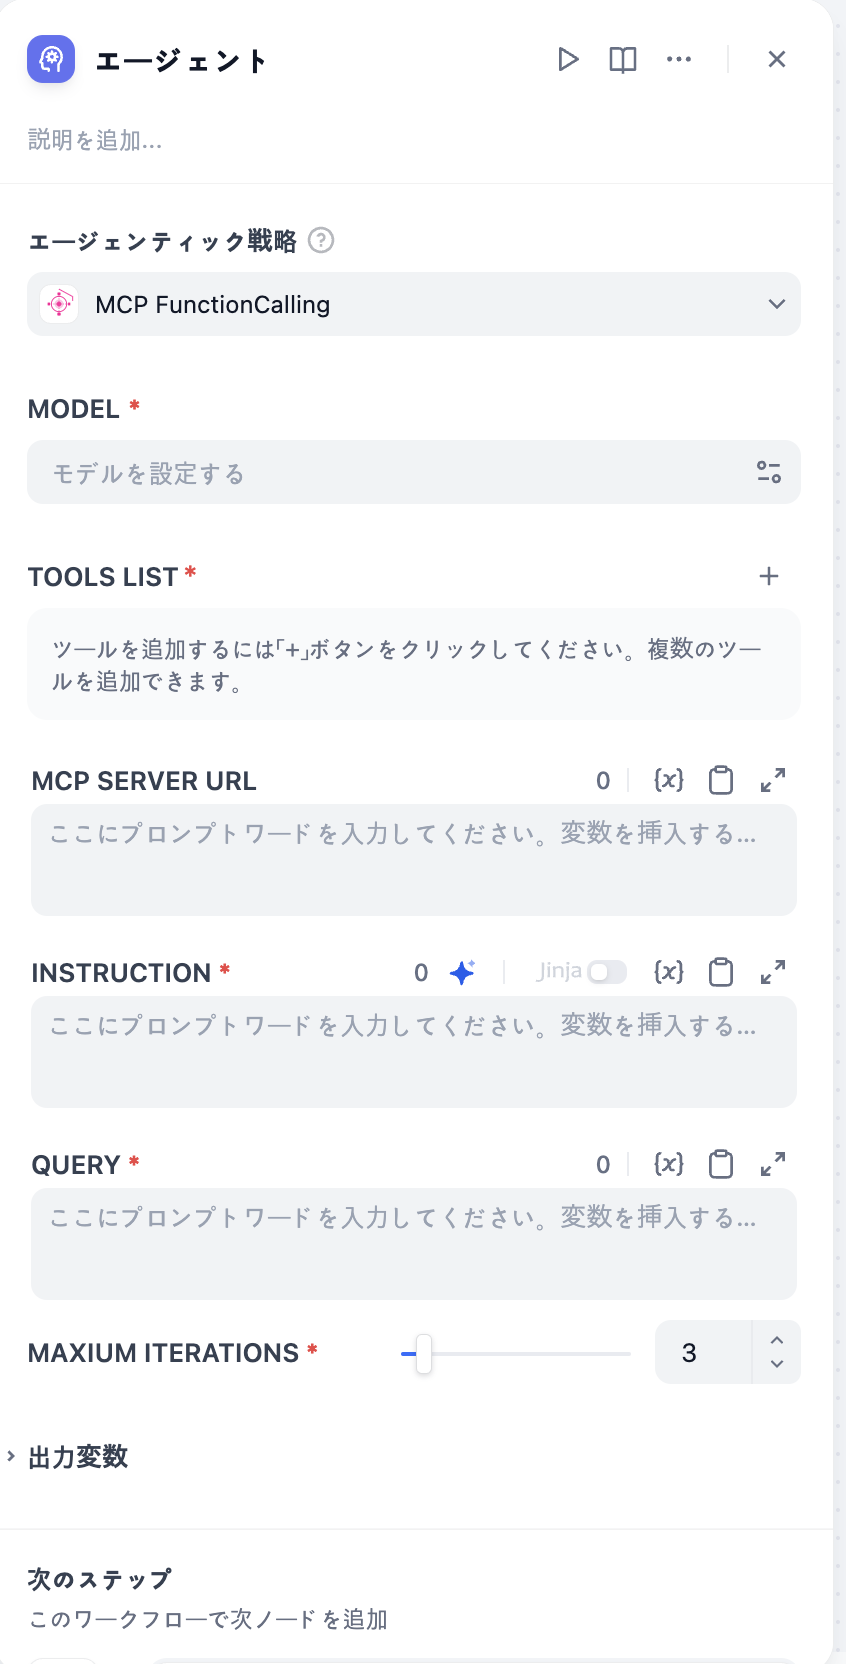 エージェント
説明を追加...
エージェンティック戦略
MCP FunctionCalling
MODEL *
モデルを設定する
TOOLS LIST *
ツールを追加するには「+」ボタンをクリックしてください。複数のツー
ルを追加できます。
MCP SERVER URL 0 {x}
ここにプロンプトワードを入力してください。変数を挿入する...
INSTRUCTION * 0 Jinja {x}
ここにプロンプトワードを入力してください。変数を挿入する...
QUERY * 0 {x}
ここにプロンプトワードを入力してください。変数を挿入する...
MAXIUM ITERATIONS * 3
出力変数
次のステップ
このワークフローで次ノードを追加